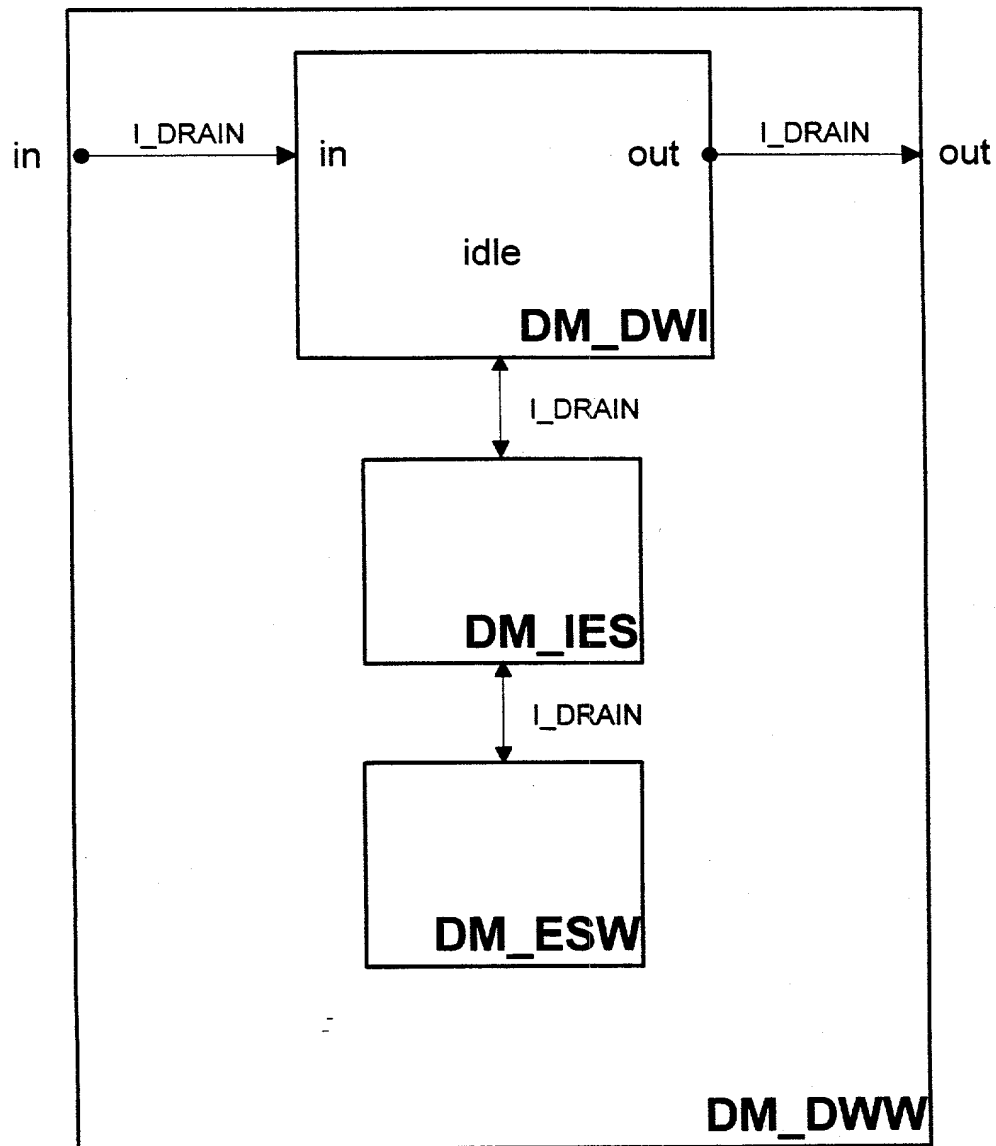 I_DRAIN I_DRAIN
in in out out
idle
DM_DWI
I_DRAIN
DM_IES
I_DRAIN
DM_ESW
DM_DWW